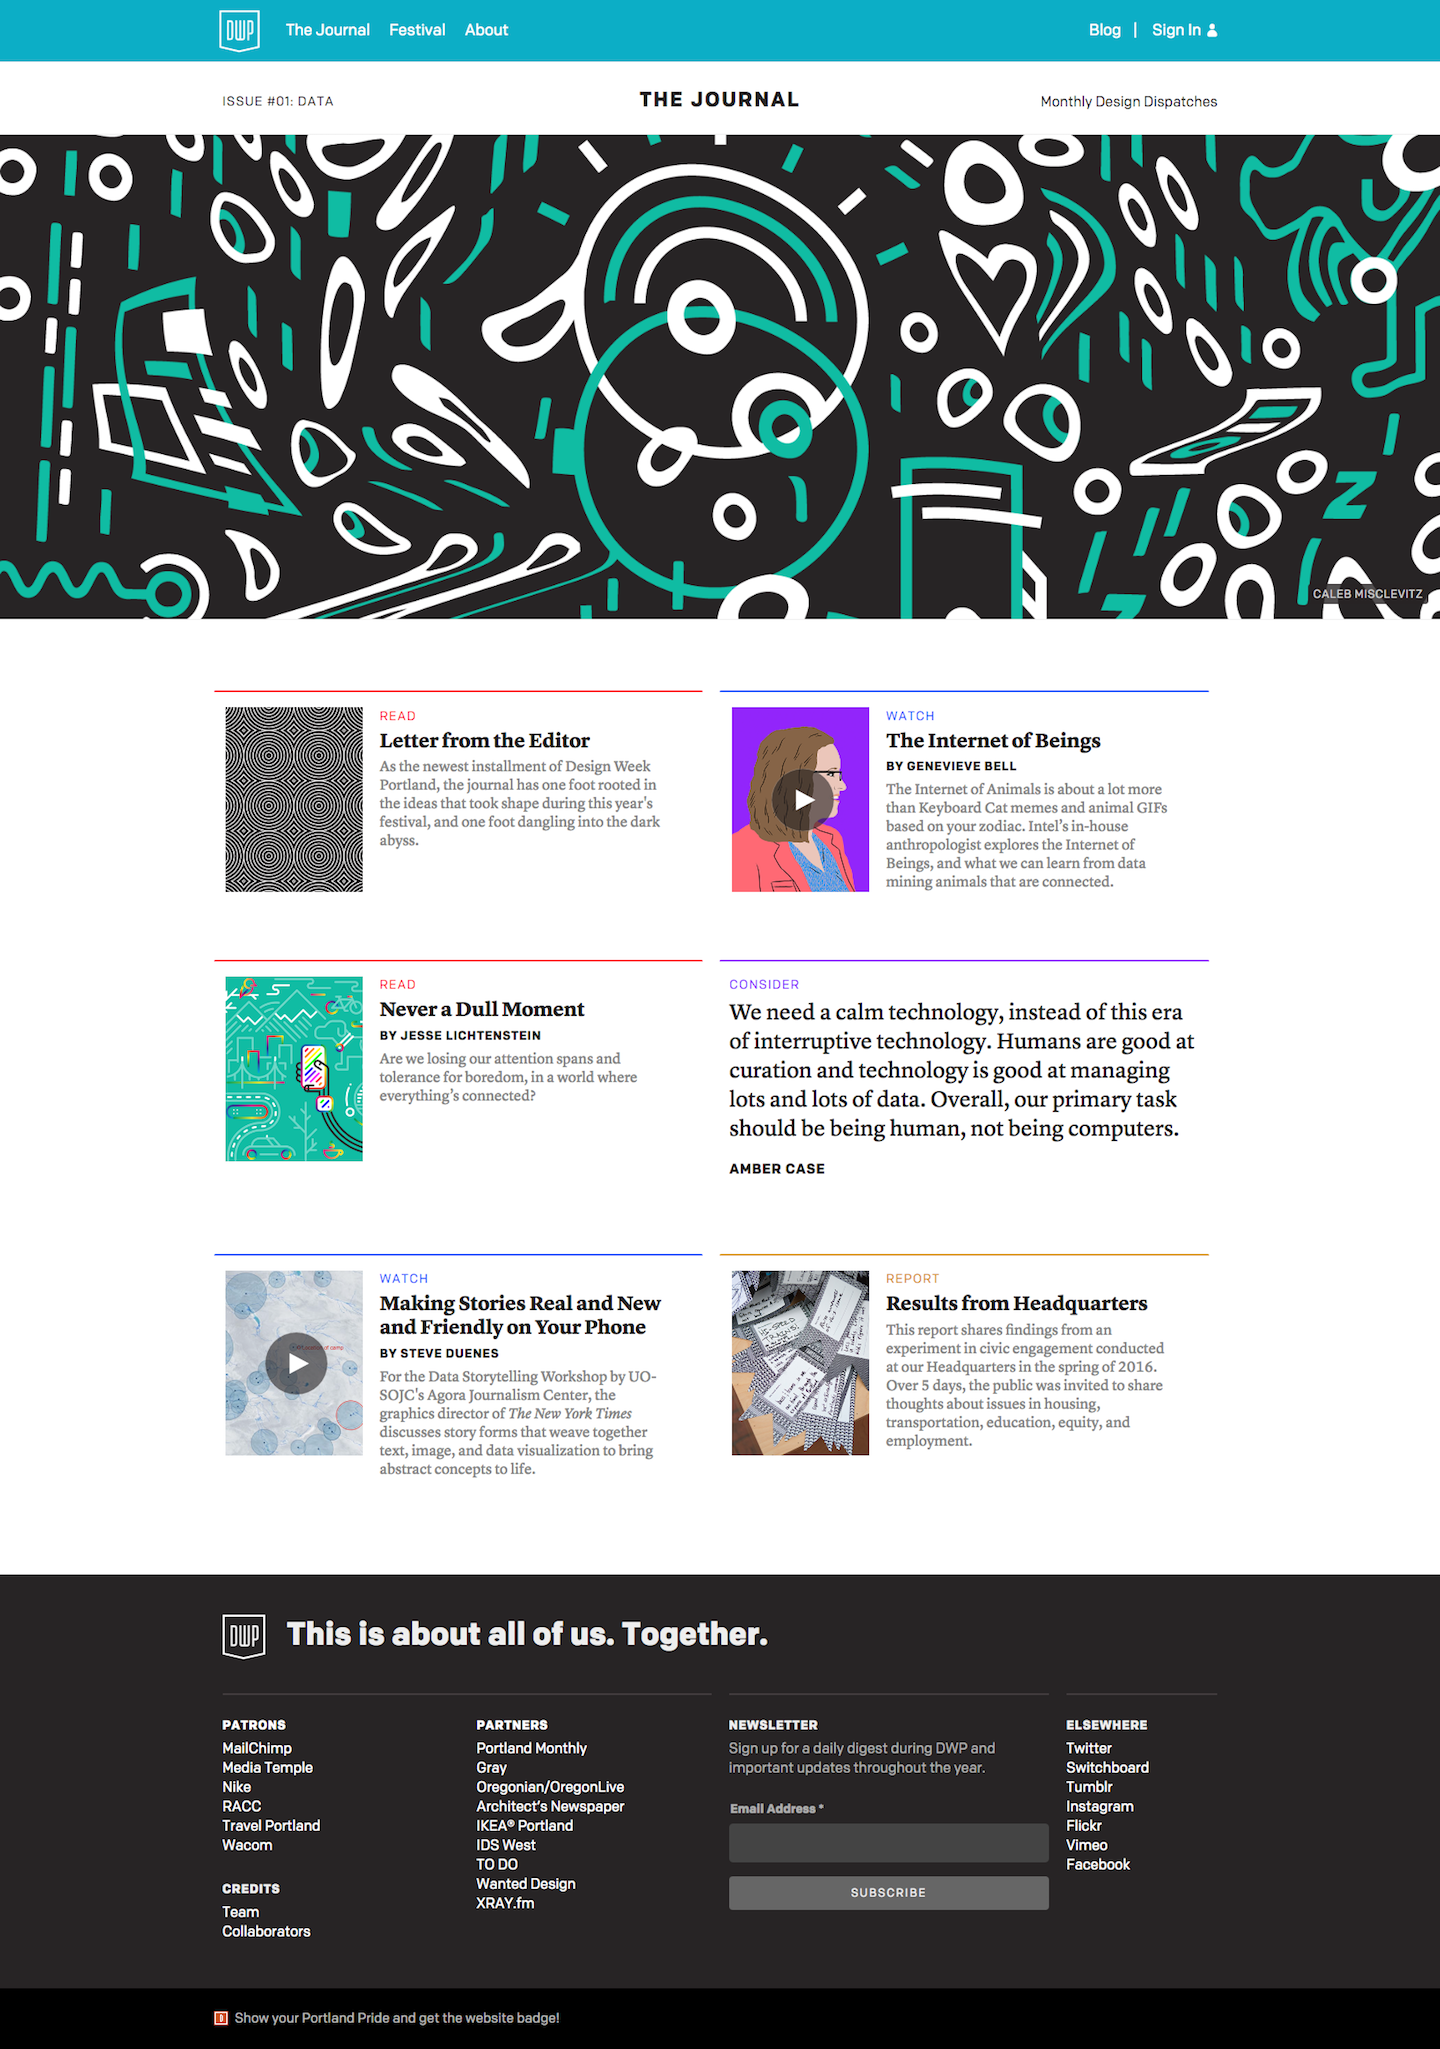 DWP The Journal Festival About Blog | Sign In
ISSUE #01: DATA THE JOURNAL Monthly Design Dispatches
CALEB MISCLEVITZ
READ
Letter from the Editor
As the newest installment of Design Week
Portland, the journal has one foot rooted in
the ideas that took shape during this year's
festival, and one foot dangling into the dark
abyss.
WATCH
The Internet of Beings
BY GENEVIEVE BELL
The Internet of Animals is about a lot more
than Keyboard Cat memes and animal GIFs
based on your zodiac. Intel's in-house
anthropologist explores the Internet of
Beings, and what we can learn from data
mining animals that are connected.
READ
Never a Dull Moment
BY JESSE LICHTENSTEIN
Are we losing our attention spans and
tolerance for boredom, in a world where
everything's connected?
CONSIDER
We need a calm technology, instead of this era
of interruptive technology. Humans are good at
curation and technology is good at managing
lots and lots of data. Overall, our primary task
should be being human, not being computers.
AMBER CASE
WATCH
Making Stories Real and New
and Friendly on Your Phone
BY STEVE DUENES
For the Data Storytelling Workshop by UO-
SOJC's Agora Journalism Center, the
graphics director of The New York Times
discusses story forms that weave together
text, image, and data visualization to bring
abstract concepts to life.
REPORT
Results from Headquarters
This report shares findings from an
experiment in civic engagement conducted
at our Headquarters in the spring of 2016.
Over 5 days, the public was invited to share
thoughts about issues in housing,
transportation, education, equity, and
employment.
DWP This is about all of us. Together.
PATRONS
MailChimp
Media Temple
Nike
RACC
Travel Portland
Wacom
CREDITS
Team
Collaborators
PARTNERS
Portland Monthly
Gray
Oregonian/OregonLive
Architect's Newspaper
IKEA® Portland
IDS West
TO DO
Wanted Design
XRAY.fm
NEWSLETTER
Sign up for a daily digest during DWP and
important updates throughout the year.
Email Address *
SUBSCRIBE
ELSEWHERE
Twitter
Switchboard
Tumblr
Instagram
Flickr
Vimeo
Facebook
Show your Portland Pride and get the website badge!